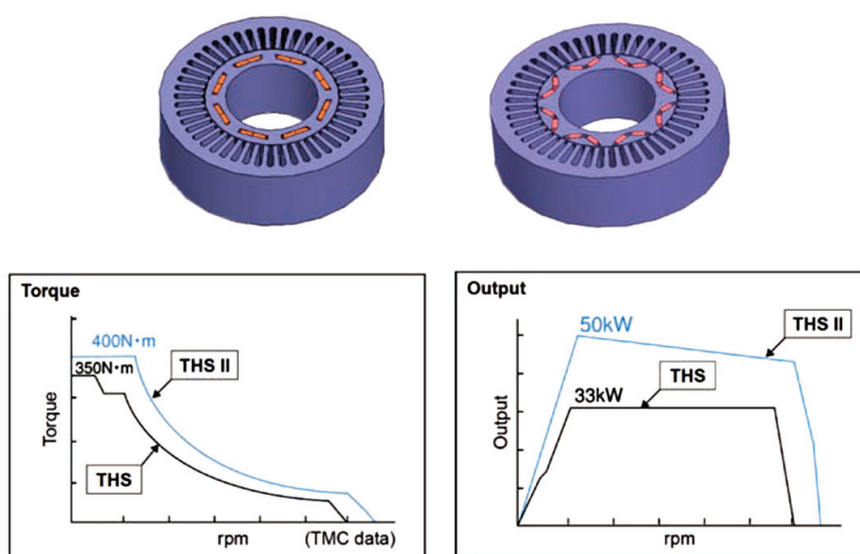 Torque
400N·m
350N·m
THS II
THS
Torque
rpm
(TMC data)
Output
50kW
THS II
THS
33kW
Output
rpm